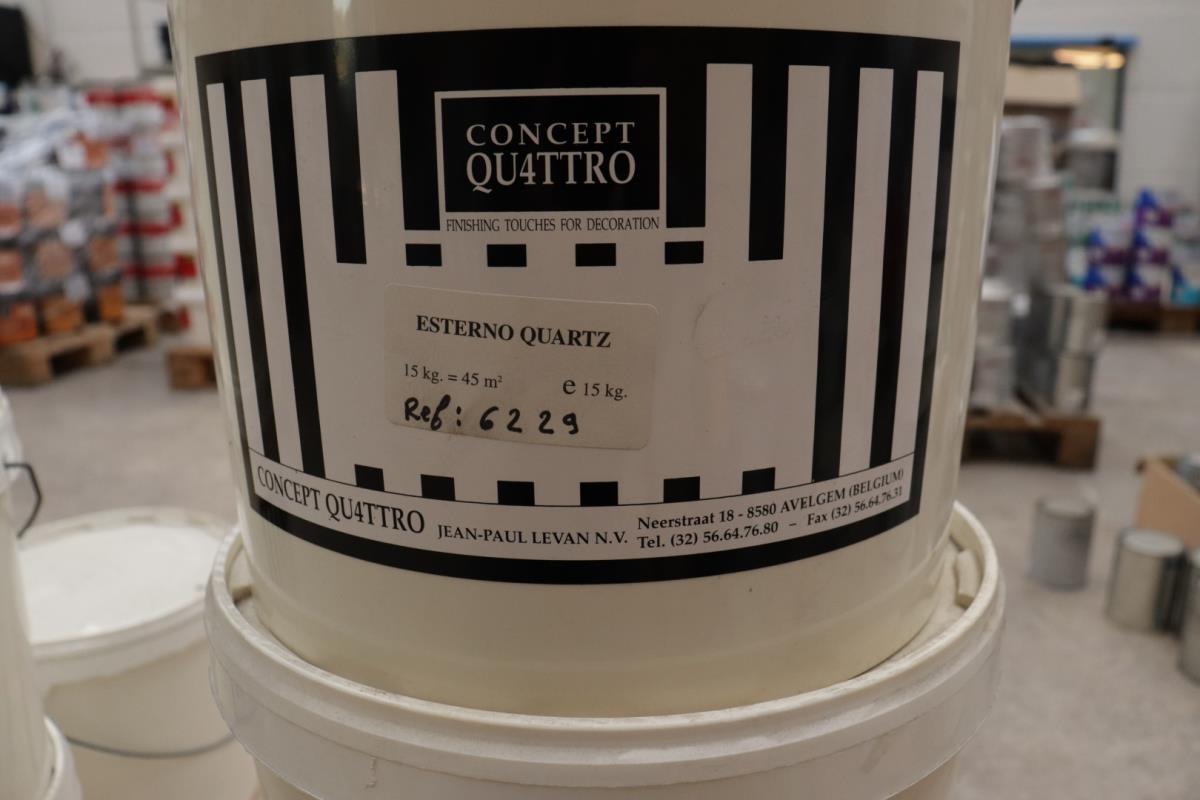 CONCEPT
QU4TTRO
FINISHING TOUCHES FOR DECORATION
ESTERNO QUARTZ
15 kg. = 45 m² e 15 kg.
Ref: 6229
CONCEPT QU4TTRO JEAN-PAUL LEVAN N.V.
Neerstraat 18 - 8580 AVELGEM (BELGIUM)
Tel. (32) 56.64.76.80 - Fax (32) 56.64.76.31